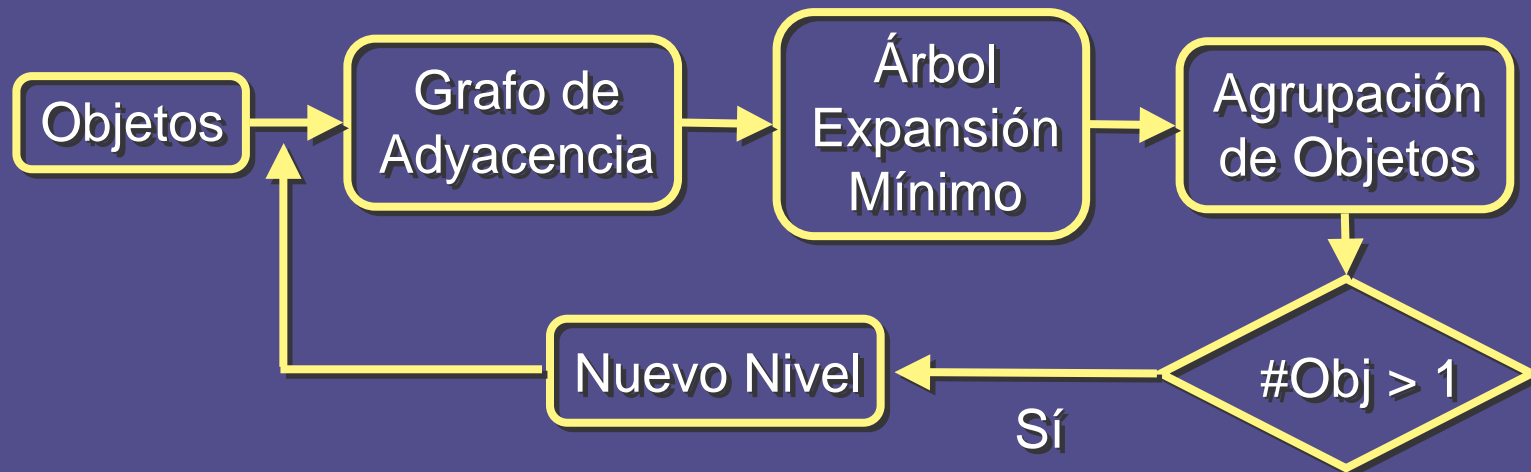 Objetos
Grafo de
Adyacencia
Árbol
Expansión
Mínimo
Agrupación
de Objetos
Nuevo Nivel
Sí
#Obj > 1